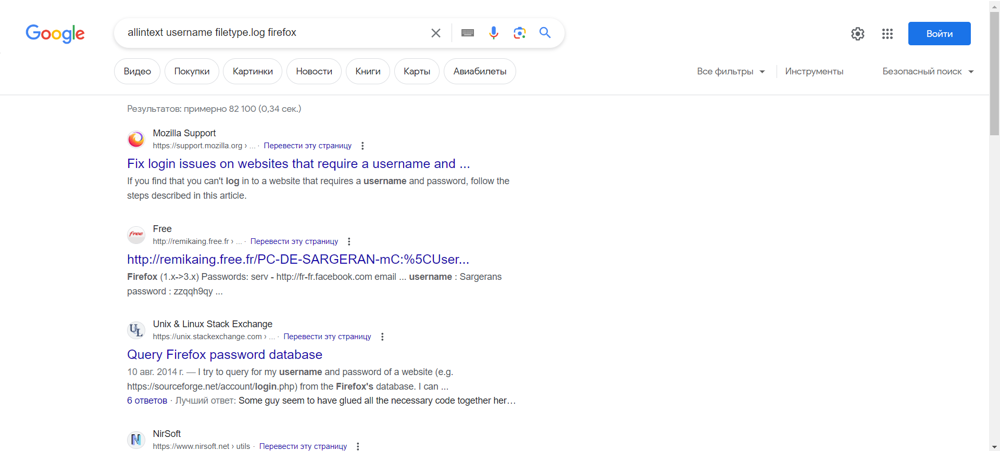 Google
allintext username filetype.log firefox
Войти
Видео
Покупки
Картинки
Новости
Книги
Карты
Авиабилеты
Все фильтры
Инструменты
Безопасный поиск
Результатов: примерно 82 100 (0,34 сек.)
Mozilla Support
https://support.mozilla.org › ... · Перевести эту страницу
Fix login issues on websites that require a username and ...
If you find that you can't log in to a website that requires a username and password, follow the
steps described in this article.
free
Free
http://remikaing.free.fr › ... · Перевести эту страницу
http://remikaing.free.fr/PC-DE-SARGERAN-mC:%5CUser...
Firefox (1.x->3.x) Passwords: serv - http://fr-fr.facebook.com email ... username : Sargerans
password : zzqqh9qy ...
UL
Unix & Linux Stack Exchange
https://unix.stackexchange.com › ... · Перевести эту страницу
Query Firefox password database
10 авг. 2014 г. — I try to query for my username and password of a website (e.g.
https://sourceforge.net/account/login.php) from the Firefox's database. I can ...
6 ответов · Лучший ответ: Some guy seem to have glued all the necessary code together her...
N
NirSoft
https://www.nirsoft.net › utils · Перевести эту страницу